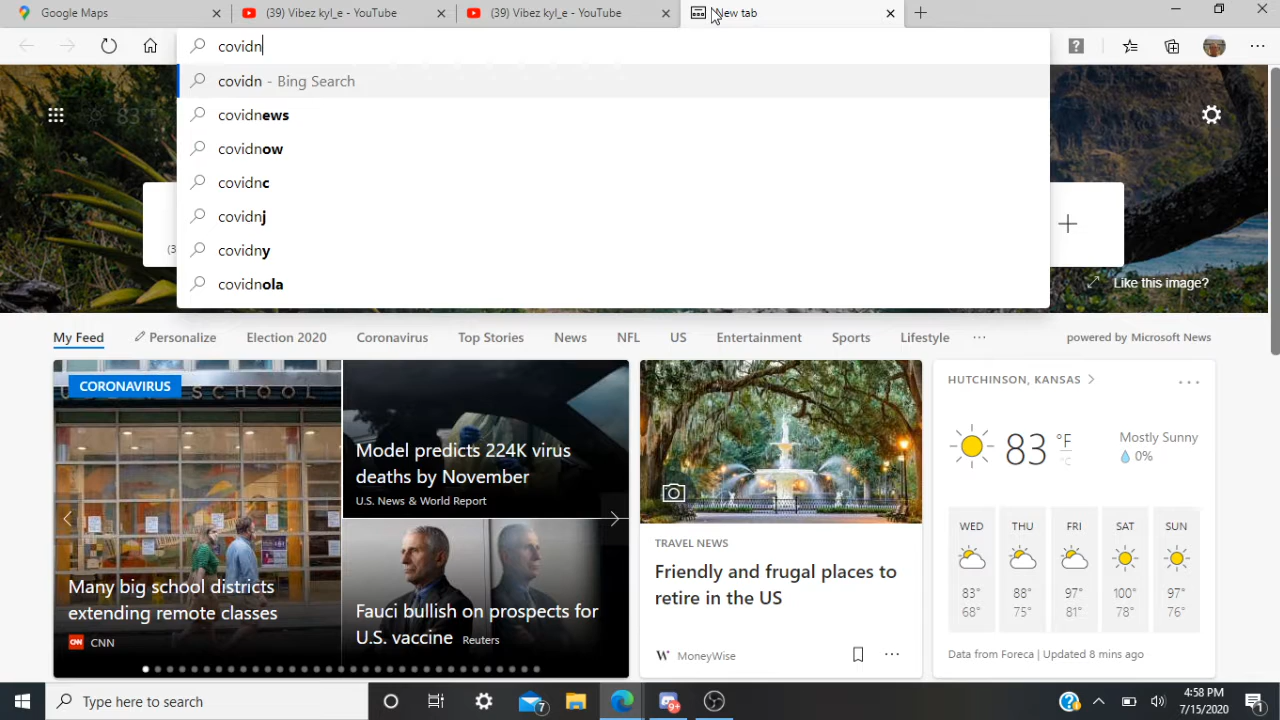 Google Maps
(39) Vibez kyl_e - YouTube
(39) Vibez kyl_e - YouTube
New tab
covidn
covidn - Bing Search
covidnews
covidnow
covidnc
covidnj
covidny
covidnola
83
(3
Like this image?
My Feed
Personalize
Election 2020
Coronavirus
Top Stories
News
NFL
US
Entertainment
Sports
Lifestyle
powered by Microsoft News
CORONAVIRUS
SCHOOL
Many big school districts
extending remote classes
CNN
Model predicts 224K virus
deaths by November
U.S. News & World Report
Fauci bullish on prospects for
U.S. vaccine Reuters
TRAVEL NEWS
Friendly and frugal places to
retire in the US
MoneyWise
HUTCHINSON, KANSAS
83 °F
°C
Mostly Sunny
0%
WED THU FRI SAT SUN
83° 88° 97° 100° 97°
68° 75° 81° 78° 76°
Data from Foreca | Updated 8 mins ago
Type here to search
7
9+
4:58 PM
7/15/2020
1